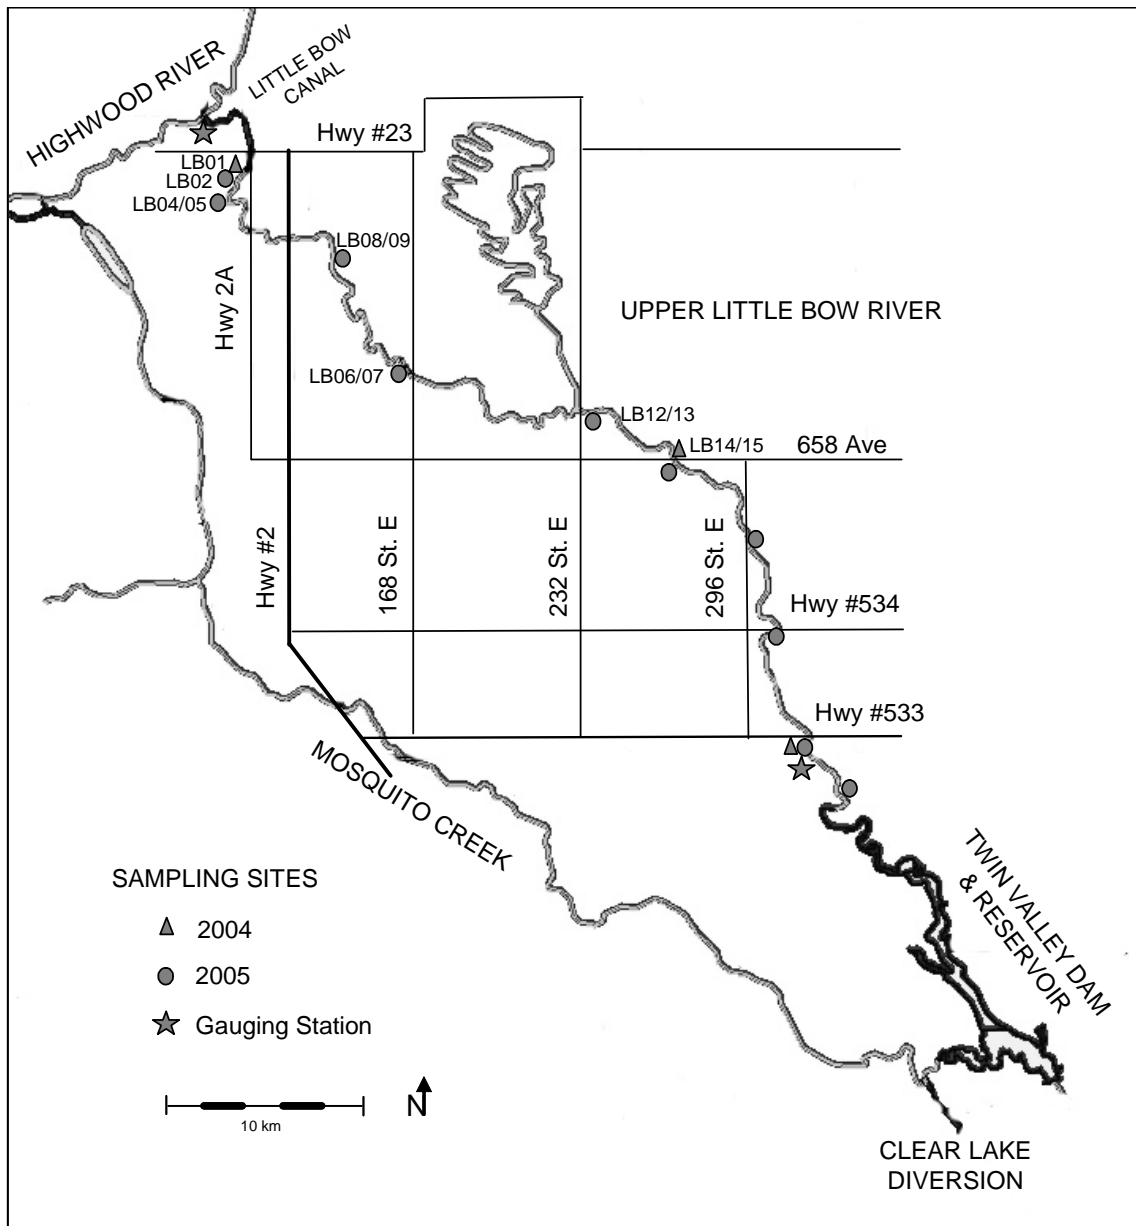 HIGHWOOD RIVER
LITTLE BOW
CANAL
Hwy #23
LB01
LB02
LB04/05
LB08/09
Hwy 2A
UPPER LITTLE BOW RIVER
LB06/07
LB12/13
LB14/15
658 Ave
Hwy #2
168 St. E
232 St. E
296 St. E
Hwy #534
Hwy #533
MOSQUITO CREEK
TWIN VALLEY DAM
& RESERVOIR
SAMPLING SITES
2004
2005
Gauging Station
N
10 km
CLEAR LAKE
DIVERSION